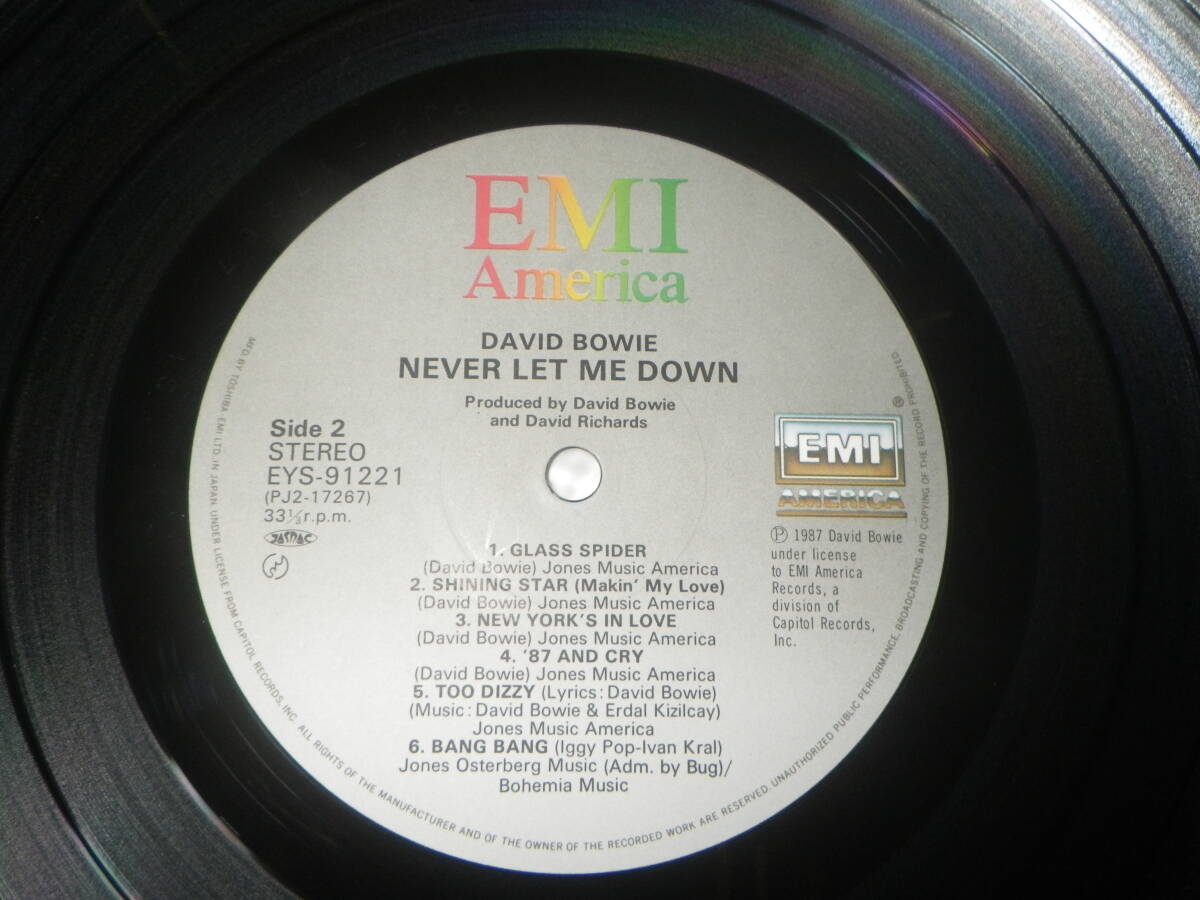 EMI
America
DAVID BOWIE
NEVER LET ME DOWN
Produced by David Bowie
and David Richards
Side 2
STEREO
EYS-91221
(PJ2-17267)
33⅓ r.p.m.
JASRAC
EMI
AMERICA
Ⓟ 1987 David Bowie
under license
to EMI America
Records, a
division of
Capitol Records,
Inc.
1. GLASS SPIDER
(David Bowie) Jones Music America
2. SHINING STAR (Makin' My Love)
(David Bowie) Jones Music America
3. NEW YORK'S IN LOVE
(David Bowie) Jones Music America
4. '87 AND CRY
(David Bowie) Jones Music America
5. TOO DIZZY (Lyrics: David Bowie)
(Music: David Bowie & Erdal Kizilcay)
Jones Music America
6. BANG BANG (Iggy Pop-Ivan Kral)
Jones Osterberg Music (Adm. by Bug)/
Bohemia Music
MFD. BY TOSHIBA EMI LTD. IN JAPAN, UNDER LICENSE FROM CAPITOL RECORDS, INC. ALL RIGHTS OF THE MANUFACTURER AND OF THE OWNER OF THE RECORDED WORK ARE RESERVED. UNAUTHORIZED PUBLIC PERFORMANCE, BROADCASTING AND COPYING OF THE RECORD PROHIBITED. ®